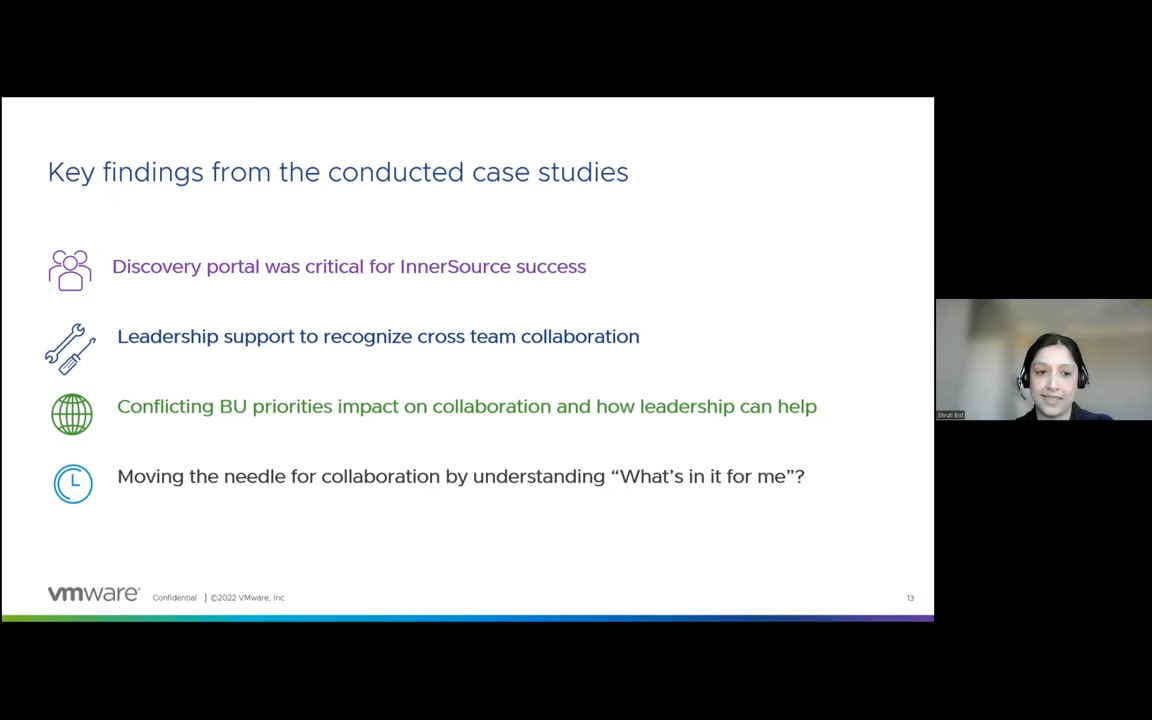 Key findings from the conducted case studies
Discovery portal was critical for InnerSource success
Leadership support to recognize cross team collaboration
Conflicting BU priorities impact on collaboration and how leadership can help
Moving the needle for collaboration by understanding “What’s in it for me”?
Shruti Bist
vmware® Confidential | ©2022 VMware, Inc. 13